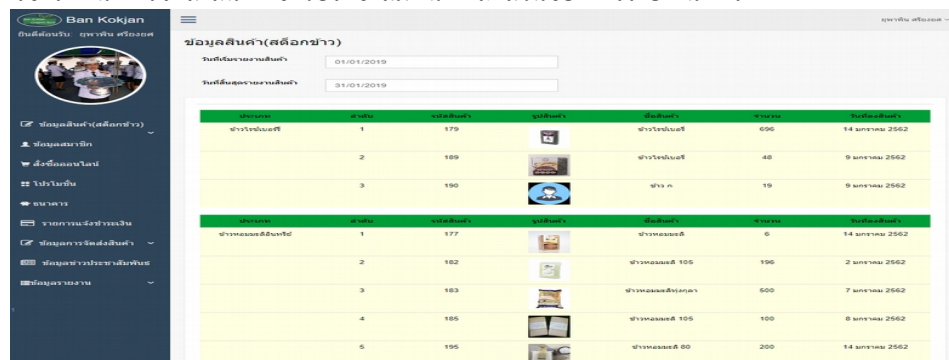 Ban Kokjan
ยินดีต้อนรับ: ยุพาพิน ศรียงยศ
ยุพาพิน ศรียงยศ
ข้อมูลสินค้า(สต็อกข้าว)
วันที่เริ่มรายงานสินค้า
01/01/2019
วันที่สิ้นสุดรายงานสินค้า
31/01/2019
ข้อมูลสินค้า(สต็อกข้าว)
ข้อมูลสมาชิก
สั่งซื้อออนไลน์
โปรโมชั่น
ธนาคาร
รายการแจ้งชำระเงิน
ข้อมูลการจัดส่งสินค้า
ข้อมูลข่าวประชาสัมพันธ์
ข้อมูลรายงาน
ประเภท ลำดับ รหัสสินค้า รูปสินค้า ชื่อสินค้า จำนวน วันที่ลงสินค้า
ข้าวไรซ์เบอร์รี่ 1 179 ข้าวไรซ์เบอรี่ 696 14 มกราคม 2562
2 189 ข้าวไรซ์เบอรี่ 48 9 มกราคม 2562
3 190 ข้าว ก 19 9 มกราคม 2562
ประเภท ลำดับ รหัสสินค้า รูปสินค้า ชื่อสินค้า จำนวน วันที่ลงสินค้า
ข้าวหอมมะลิอินทรีย์ 1 177 ข้าวหอมมะลิ 6 14 มกราคม 2562
2 182 ข้าวหอมมะลิ 105 196 2 มกราคม 2562
3 183 ข้าวหอมมะลิทุ่งกุลา 500 7 มกราคม 2562
4 185 ข้าวหอมมะลิ 105 100 8 มกราคม 2562
5 195 ข้าวหอมมะลิ 80 200 14 มกราคม 2562